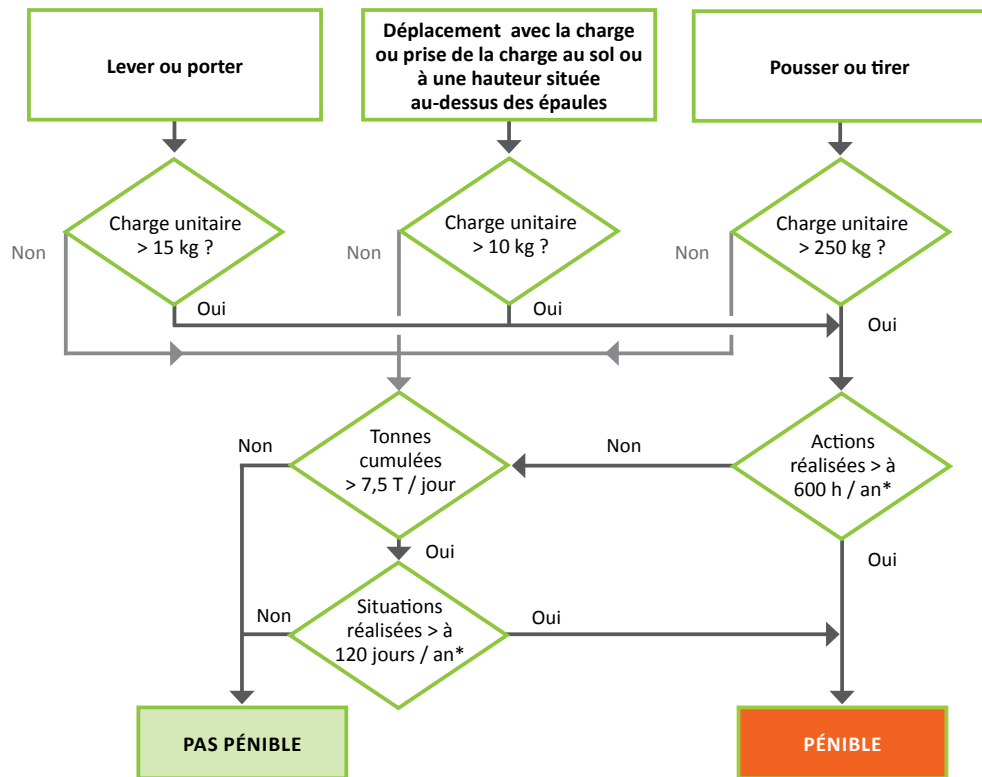 Lever ou porter
Déplacement avec la charge
ou prise de la charge au sol ou
à une hauteur située
au-dessus des épaules
Pousser ou tirer
Charge unitaire
> 15 kg ?
Charge unitaire
> 10 kg ?
Charge unitaire
> 250 kg ?
Non
Non
Non
Oui
Oui
Oui
Non
Tonnes
cumulées
> 7,5 T / jour
Non
Actions
réalisées > à
600 h / an*
Oui
Oui
Non
Situations
réalisées > à
120 jours / an*
Oui
PAS PÉNIBLE
PÉNIBLE